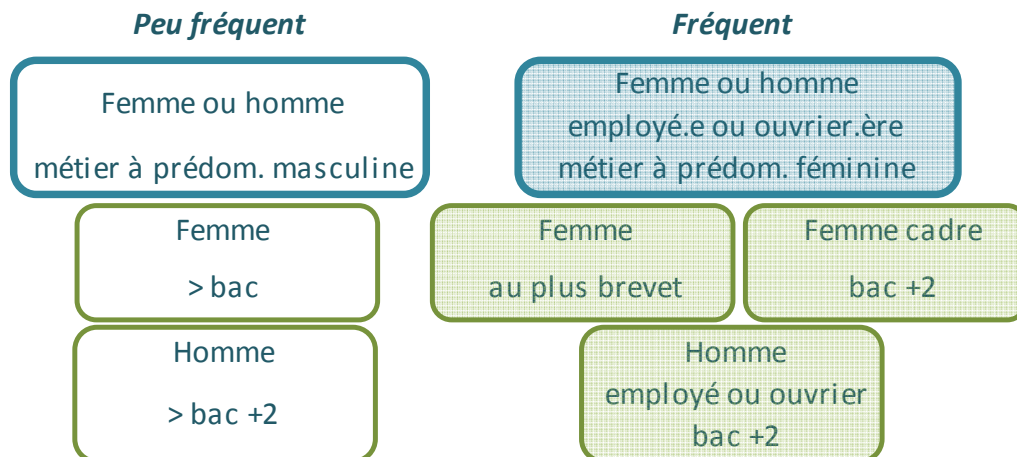 Peu fréquent
Fréquent
Femme ou homme
métier à prédom. masculine
Femme ou homme
employé.e ou ouvrier.ère
métier à prédom. féminine
Femme
> bac
Femme
au plus brevet
Femme cadre
bac +2
Homme
> bac +2
Homme
employé ou ouvrier
bac +2